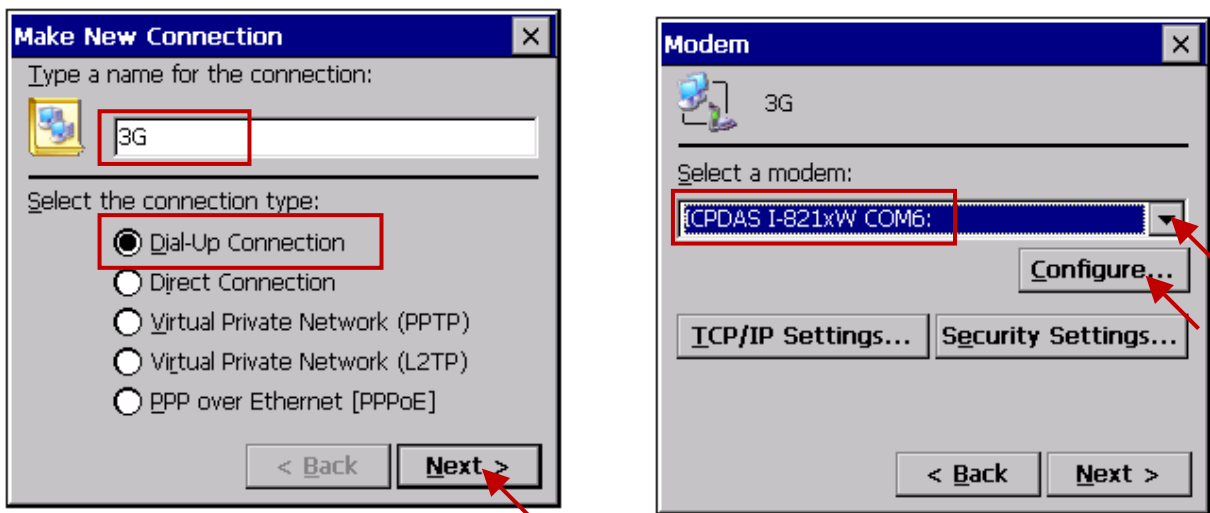 Make New Connection
Type a name for the connection:
3G
Select the connection type:
Dial-Up Connection
Direct Connection
Virtual Private Network (PPTP)
Virtual Private Network (L2TP)
PPP over Ethernet [PPPoE]
< Back
Next >
Modem
3G
Select a modem:
ICPDAS I-821xW COM6:
Configure...
TCP/IP Settings...
Security Settings...
< Back
Next >